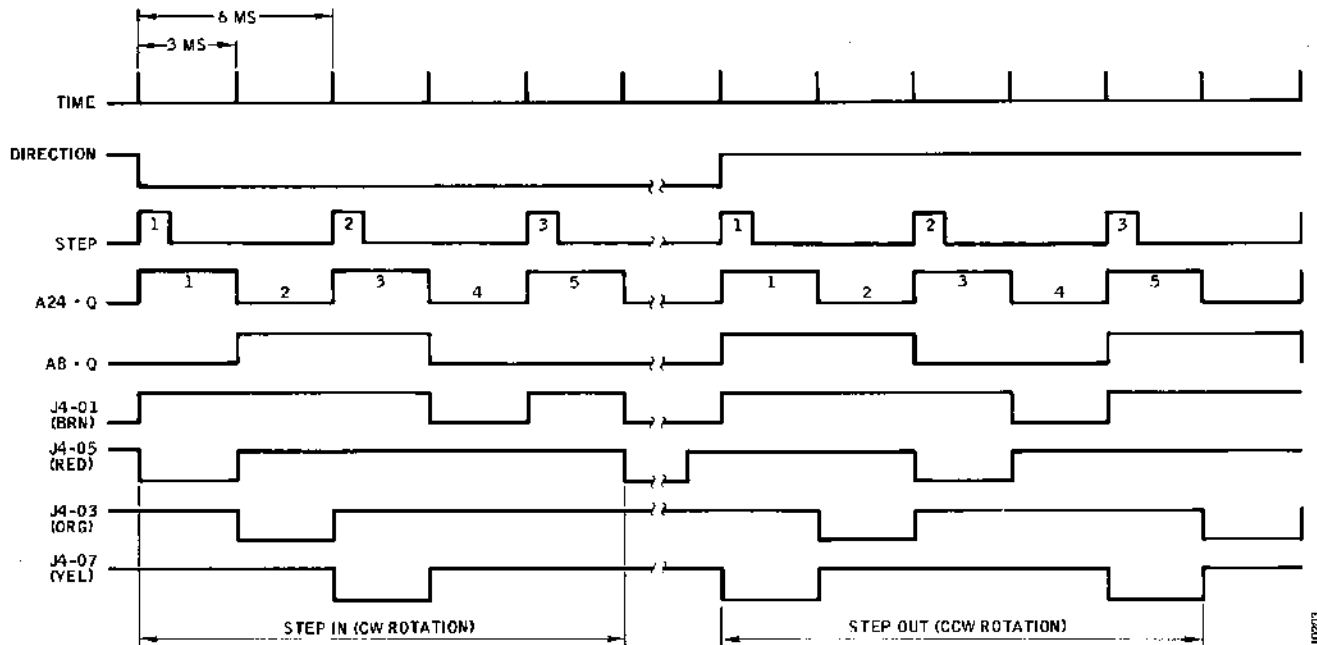 6 MS
3 MS
TIME
DIRECTION
1 2 3 1 2 3
STEP
1 2 3 4 5 1 2 3 4 5
A24 · Q
A8 · Q
J4-01
(BRN)
J4-05
(RED)
J4-03
(ORG)
J4-07
(YEL)
STEP IN (CW ROTATION) STEP OUT (CCW ROTATION)